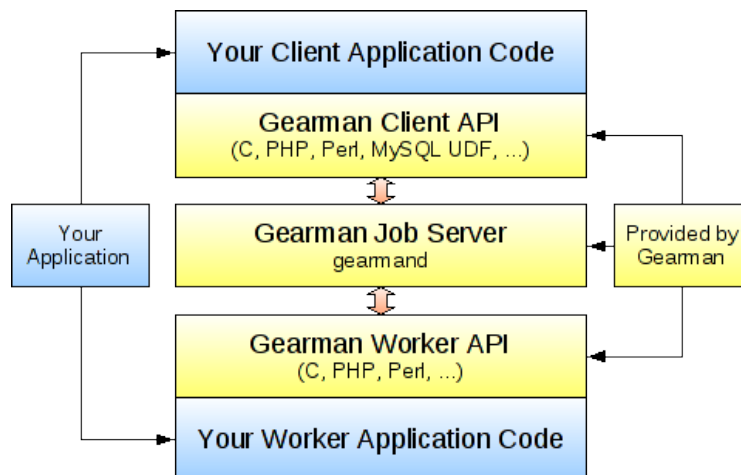 Your Client Application Code
Gearman Client API
(C, PHP, Perl, MySQL UDF, ...)
Your
Application
Gearman Job Server
gearmand
Provided by
Gearman
Gearman Worker API
(C, PHP, Perl, ...)
Your Worker Application Code